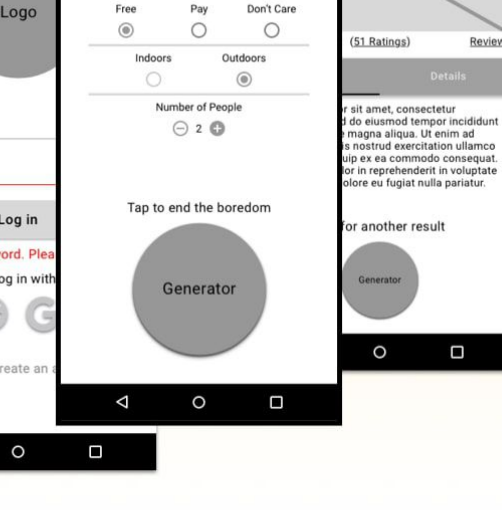 Logo
Log in
ord. Plea
og in with
G
reate an a
Free Pay Don't Care
Indoors Outdoors
Number of People
2
Tap to end the boredom
Generator
(51 Ratings) Review
Details
r sit amet, consectetur
d do eiusmod tempor incididunt
e magna aliqua. Ut enim ad
is nostrud exercitation ullamco
uip ex ea commodo consequat.
lor in reprehenderit in voluptate
olore eu fugiat nulla pariatur.
for another result
Generator